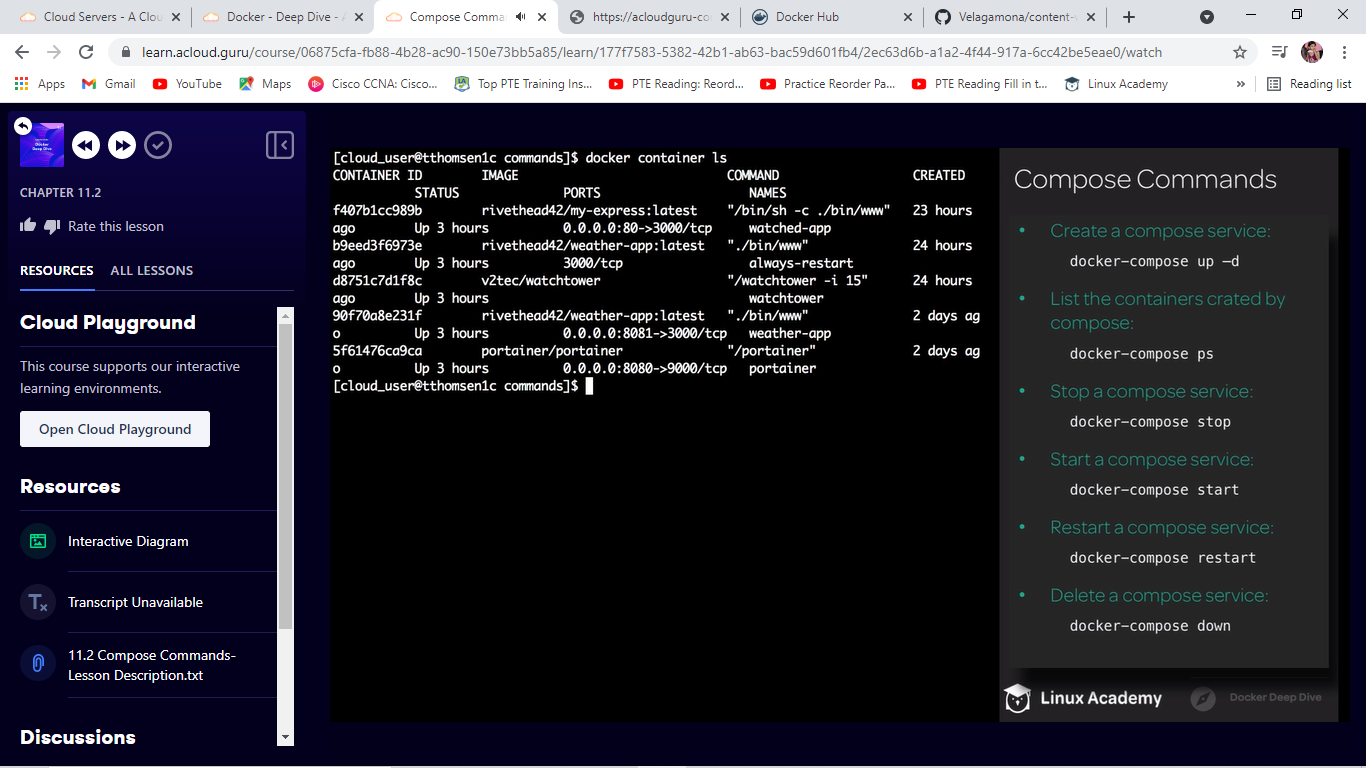 Cloud Servers - A Clou
Docker - Deep Dive - A
Compose Comma
https://acloudguru-co
Docker Hub
Velagamona/content-
learn.acloud.guru/course/06875cfa-fb88-4b28-ac90-150e73bb5a85/learn/177f7583-5382-42b1-ab63-bac59d601fb4/2ec63d6b-a1a2-4f44-917a-6cc42be5eae0/watch
Apps
Gmail
YouTube
Maps
Cisco CCNA: Cisco...
Top PTE Training Ins...
PTE Reading: Reord...
Practice Reorder Pa...
PTE Reading Fill in t...
Linux Academy
»
Reading list
Docker
Deep Dive
CHAPTER 11.2
Rate this lesson
RESOURCES ALL LESSONS
Cloud Playground
This course supports our interactive
learning environments.
Open Cloud Playground
Resources
Interactive Diagram
Transcript Unavailable
11.2 Compose Commands-
Lesson Description.txt
Discussions
[cloud_user@tthomsen1c commands]$ docker container ls
CONTAINER ID IMAGE COMMAND CREATED
STATUS PORTS NAMES
f407b1cc989b rivethead42/my-express:latest "/bin/sh -c ./bin/www" 23 hours
ago Up 3 hours 0.0.0.0:80->3000/tcp watched-app
b9eed3f6973e rivethead42/weather-app:latest "./bin/www" 24 hours
ago Up 3 hours 3000/tcp always-restart
d8751c7d1f8c v2tec/watchtower "/watchtower -i 15" 24 hours
ago Up 3 hours watchtower
90f70a8e231f rivethead42/weather-app:latest "./bin/www" 2 days ag
o Up 3 hours 0.0.0.0:8081->3000/tcp weather-app
5f61476ca9ca portainer/portainer "/portainer" 2 days ag
o Up 3 hours 0.0.0.0:8080->9000/tcp portainer
[cloud_user@tthomsen1c commands]$
Compose Commands
• Create a compose service:
docker-compose up –d
• List the containers crated by
compose:
docker-compose ps
• Stop a compose service:
docker-compose stop
• Start a compose service:
docker-compose start
• Restart a compose service:
docker-compose restart
• Delete a compose service:
docker-compose down
Linux Academy
Docker Deep Dive